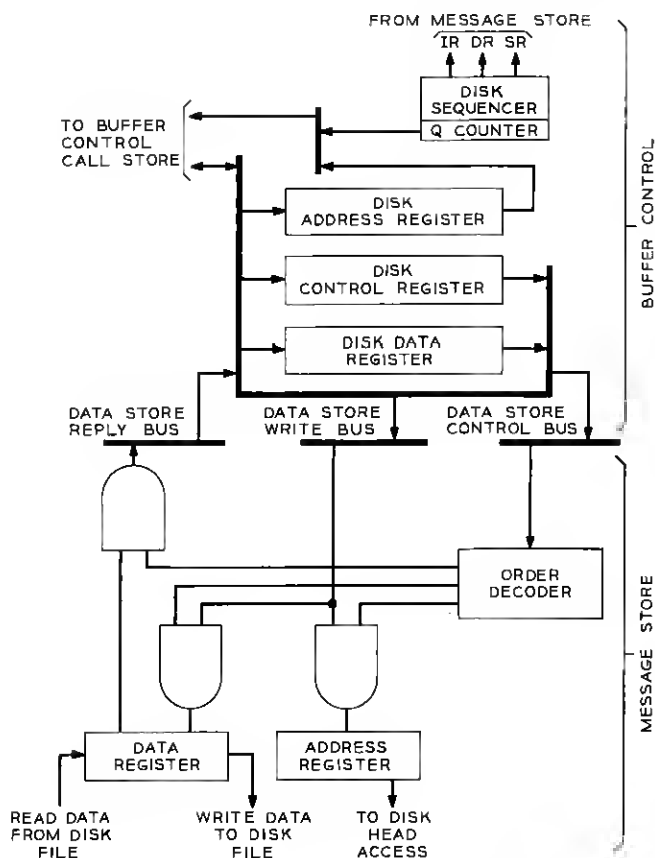 FROM MESSAGE STORE
IR DR SR
DISK
SEQUENCER
Q COUNTER
TO BUFFER
CONTROL
CALL STORE
DISK
ADDRESS REGISTER
DISK
CONTROL REGISTER
DISK DATA
REGISTER
BUFFER CONTROL
DATA STORE
REPLY BUS
DATA STORE
WRITE BUS
DATA STORE
CONTROL BUS
ORDER
DECODER
MESSAGE STORE
DATA
REGISTER
ADDRESS
REGISTER
READ DATA
FROM DISK
FILE
WRITE DATA
TO DISK
FILE
TO DISK
HEAD
ACCESS